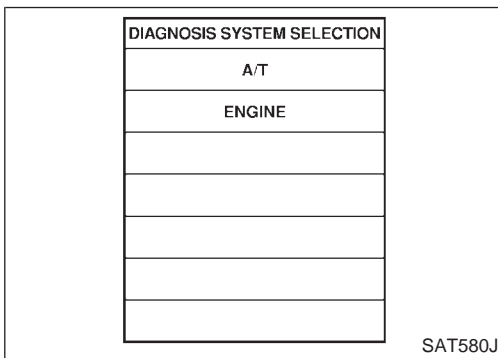 DIAGNOSIS SYSTEM SELECTION
A/T
ENGINE
SAT580J